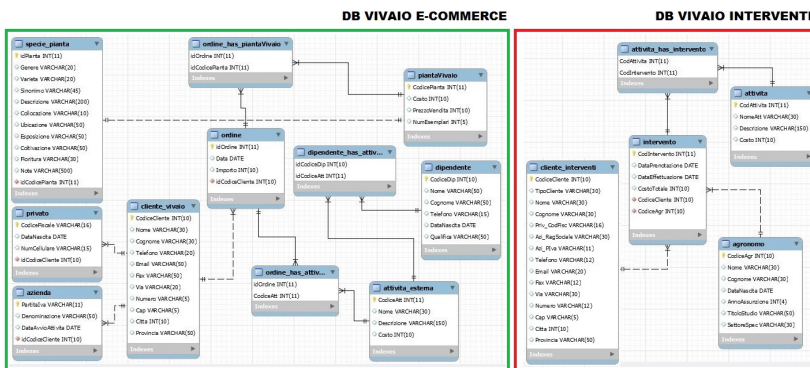 DB VIVAIO E-COMMERCE
DB VIVAIO INTERVENTI
specie_pianta
idPianta INT(11)
Genere VARCHAR(20)
Varieta VARCHAR(20)
Sinonimo VARCHAR(45)
Descrizione VARCHAR(200)
Collocazione VARCHAR(10)
Ubicazione VARCHAR(50)
Esposizione VARCHAR(50)
Coltivazione VARCHAR(50)
Fioritura VARCHAR(30)
Note VARCHAR(500)
idCodicePianta INT(11)
Indexes
privato
CodiceFiscale VARCHAR(16)
DataNascita DATE
NumCellulare VARCHAR(15)
idCodiceCliente INT(10)
Indexes
azienda
PartitaIva VARCHAR(11)
Denominazione VARCHAR(50)
DataAvvioAttivita DATE
idCodiceCliente INT(10)
Indexes
cliente_vivaio
CodiceCliente INT(10)
Nome VARCHAR(30)
Cognome VARCHAR(30)
Telefono VARCHAR(20)
Email VARCHAR(50)
Fax VARCHAR(50)
Via VARCHAR(20)
Numero VARCHAR(5)
Cap VARCHAR(5)
Citta INT(10)
Provincia VARCHAR(50)
Indexes
ordine_has_piantaVivaio
idOrdine INT(11)
idCodicePianta INT(11)
Indexes
ordine
idOrdine INT(11)
Data DATE
Importo INT(10)
idCodiceCliente INT(10)
Indexes
ordine_has_attiv...
idOrdine INT(11)
CodiceAtt INT(11)
Indexes
dipendente_has_attiv...
idCodiceDip INT(10)
idCodiceAtt INT(11)
Indexes
piantaVivaio
CodicePianta INT(11)
Costo INT(10)
PrezzoVendita INT(10)
NumEsemplari INT(5)
Indexes
dipendente
CodiceDip INT(10)
Nome VARCHAR(50)
Cognome VARCHAR(50)
Telefono VARCHAR(15)
DataNascita DATE
Qualifica VARCHAR(50)
Indexes
attivita_esterna
CodiceAtt INT(11)
Nome VARCHAR(30)
Descrizione VARCHAR(150)
Costo INT(10)
Indexes
cliente_interventi
CodiceCliente INT(10)
TipoCliente VARCHAR(10)
Nome VARCHAR(30)
Cognome VARCHAR(30)
Priv_CodFisc VARCHAR(16)
Az_RagSociale VARCHAR(30)
Az_PIva VARCHAR(11)
Telefono VARCHAR(12)
Email VARCHAR(20)
Fax VARCHAR(12)
Via VARCHAR(30)
Numero VARCHAR(12)
Cap VARCHAR(5)
Citta INT(10)
Provincia VARCHAR(50)
Indexes
attivita_has_intervento
CodAttivita INT(11)
CodIntervento INT(11)
Indexes
intervento
CodIntervento INT(11)
DataPrenotazione DATE
DataEffettuazione DATE
CostoTotale INT(10)
CodiceCliente INT(10)
CodiceAgr INT(10)
Indexes
attivita
CodAttivita INT(11)
NomeAtt VARCHAR(30)
Descrizione VARCHAR(150)
Costo INT(10)
Indexes
agronomo
CodiceAgr INT(10)
Nome VARCHAR(30)
Cognome VARCHAR(30)
DataNascita DATE
AnnoAssunzione INT(4)
TitoloStudio VARCHAR(50)
SettoreSpec VARCHAR(30)
Indexes